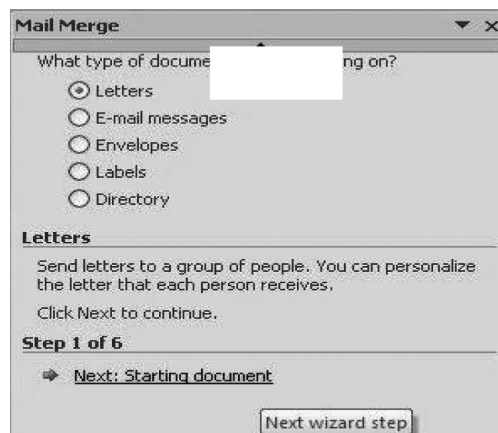 Mail Merge
What type of docume ng on?
Letters
E-mail messages
Envelopes
Labels
Directory
Letters
Send letters to a group of people. You can personalize
the letter that each person receives.
Click Next to continue.
Step 1 of 6
Next: Starting document
Next wizard step